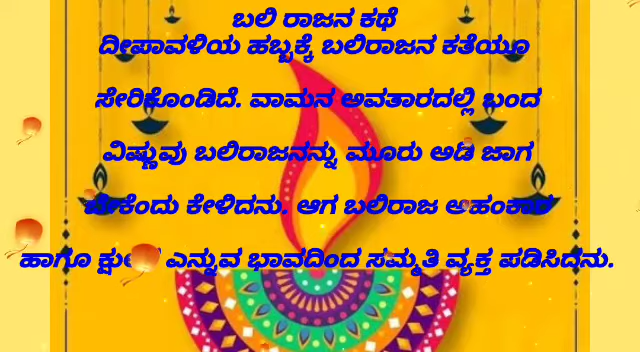 ಬಲಿ ರಾಜನ ಕಥೆ
ದೀಪಾವಳಿಯ ಹಬ್ಬಕ್ಕೆ ಬಲಿರಾಜನ ಕತೆಯೂ
ಸೇರಿಕೊಂಡಿದೆ. ವಾಮನ ಅವತಾರದಲ್ಲಿ ಬಂದ
ವಿಷ್ಣುವು ಬಲಿರಾಜನನ್ನು ಮೂರು ಅಡಿ ಜಾಗ
ಬೇಕೆಂದು ಕೇಳಿದನು. ಆಗ ಬಲಿರಾಜ ಅಹಂಕಾರ
ಹಾಗೂ ಎನ್ನುವ ಭಾವದಿಂದ ಸಮ್ಮತಿ ವ್ಯಕ್ತ ಪಡಿಸಿದನು.